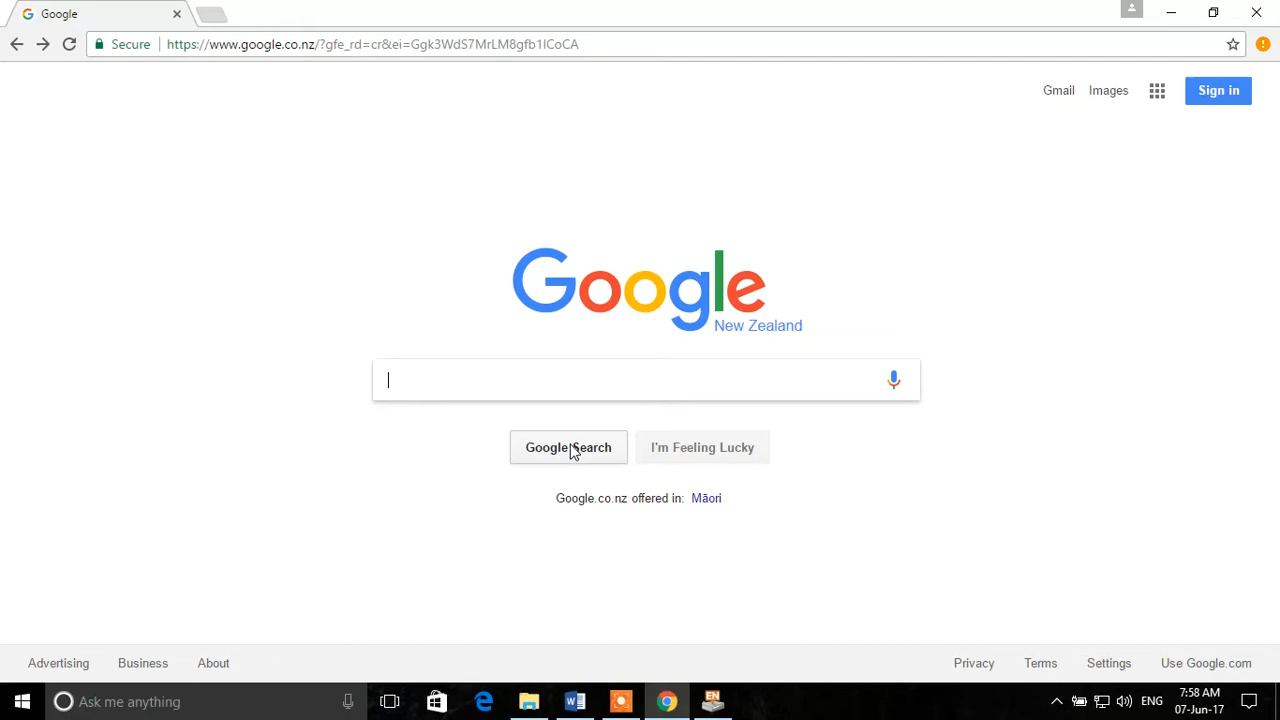 Google
Secure https://www.google.co.nz/?gfe_rd=cr&ei=Ggk3WdS7MrLM8gfb1ICoCA
Gmail Images Sign in
Google
New Zealand
Google Search I'm Feeling Lucky
Google.co.nz offered in: Māori
Advertising Business About Privacy Terms Settings Use Google.com
Ask me anything ENG 7:58 AM
07-Jun-17